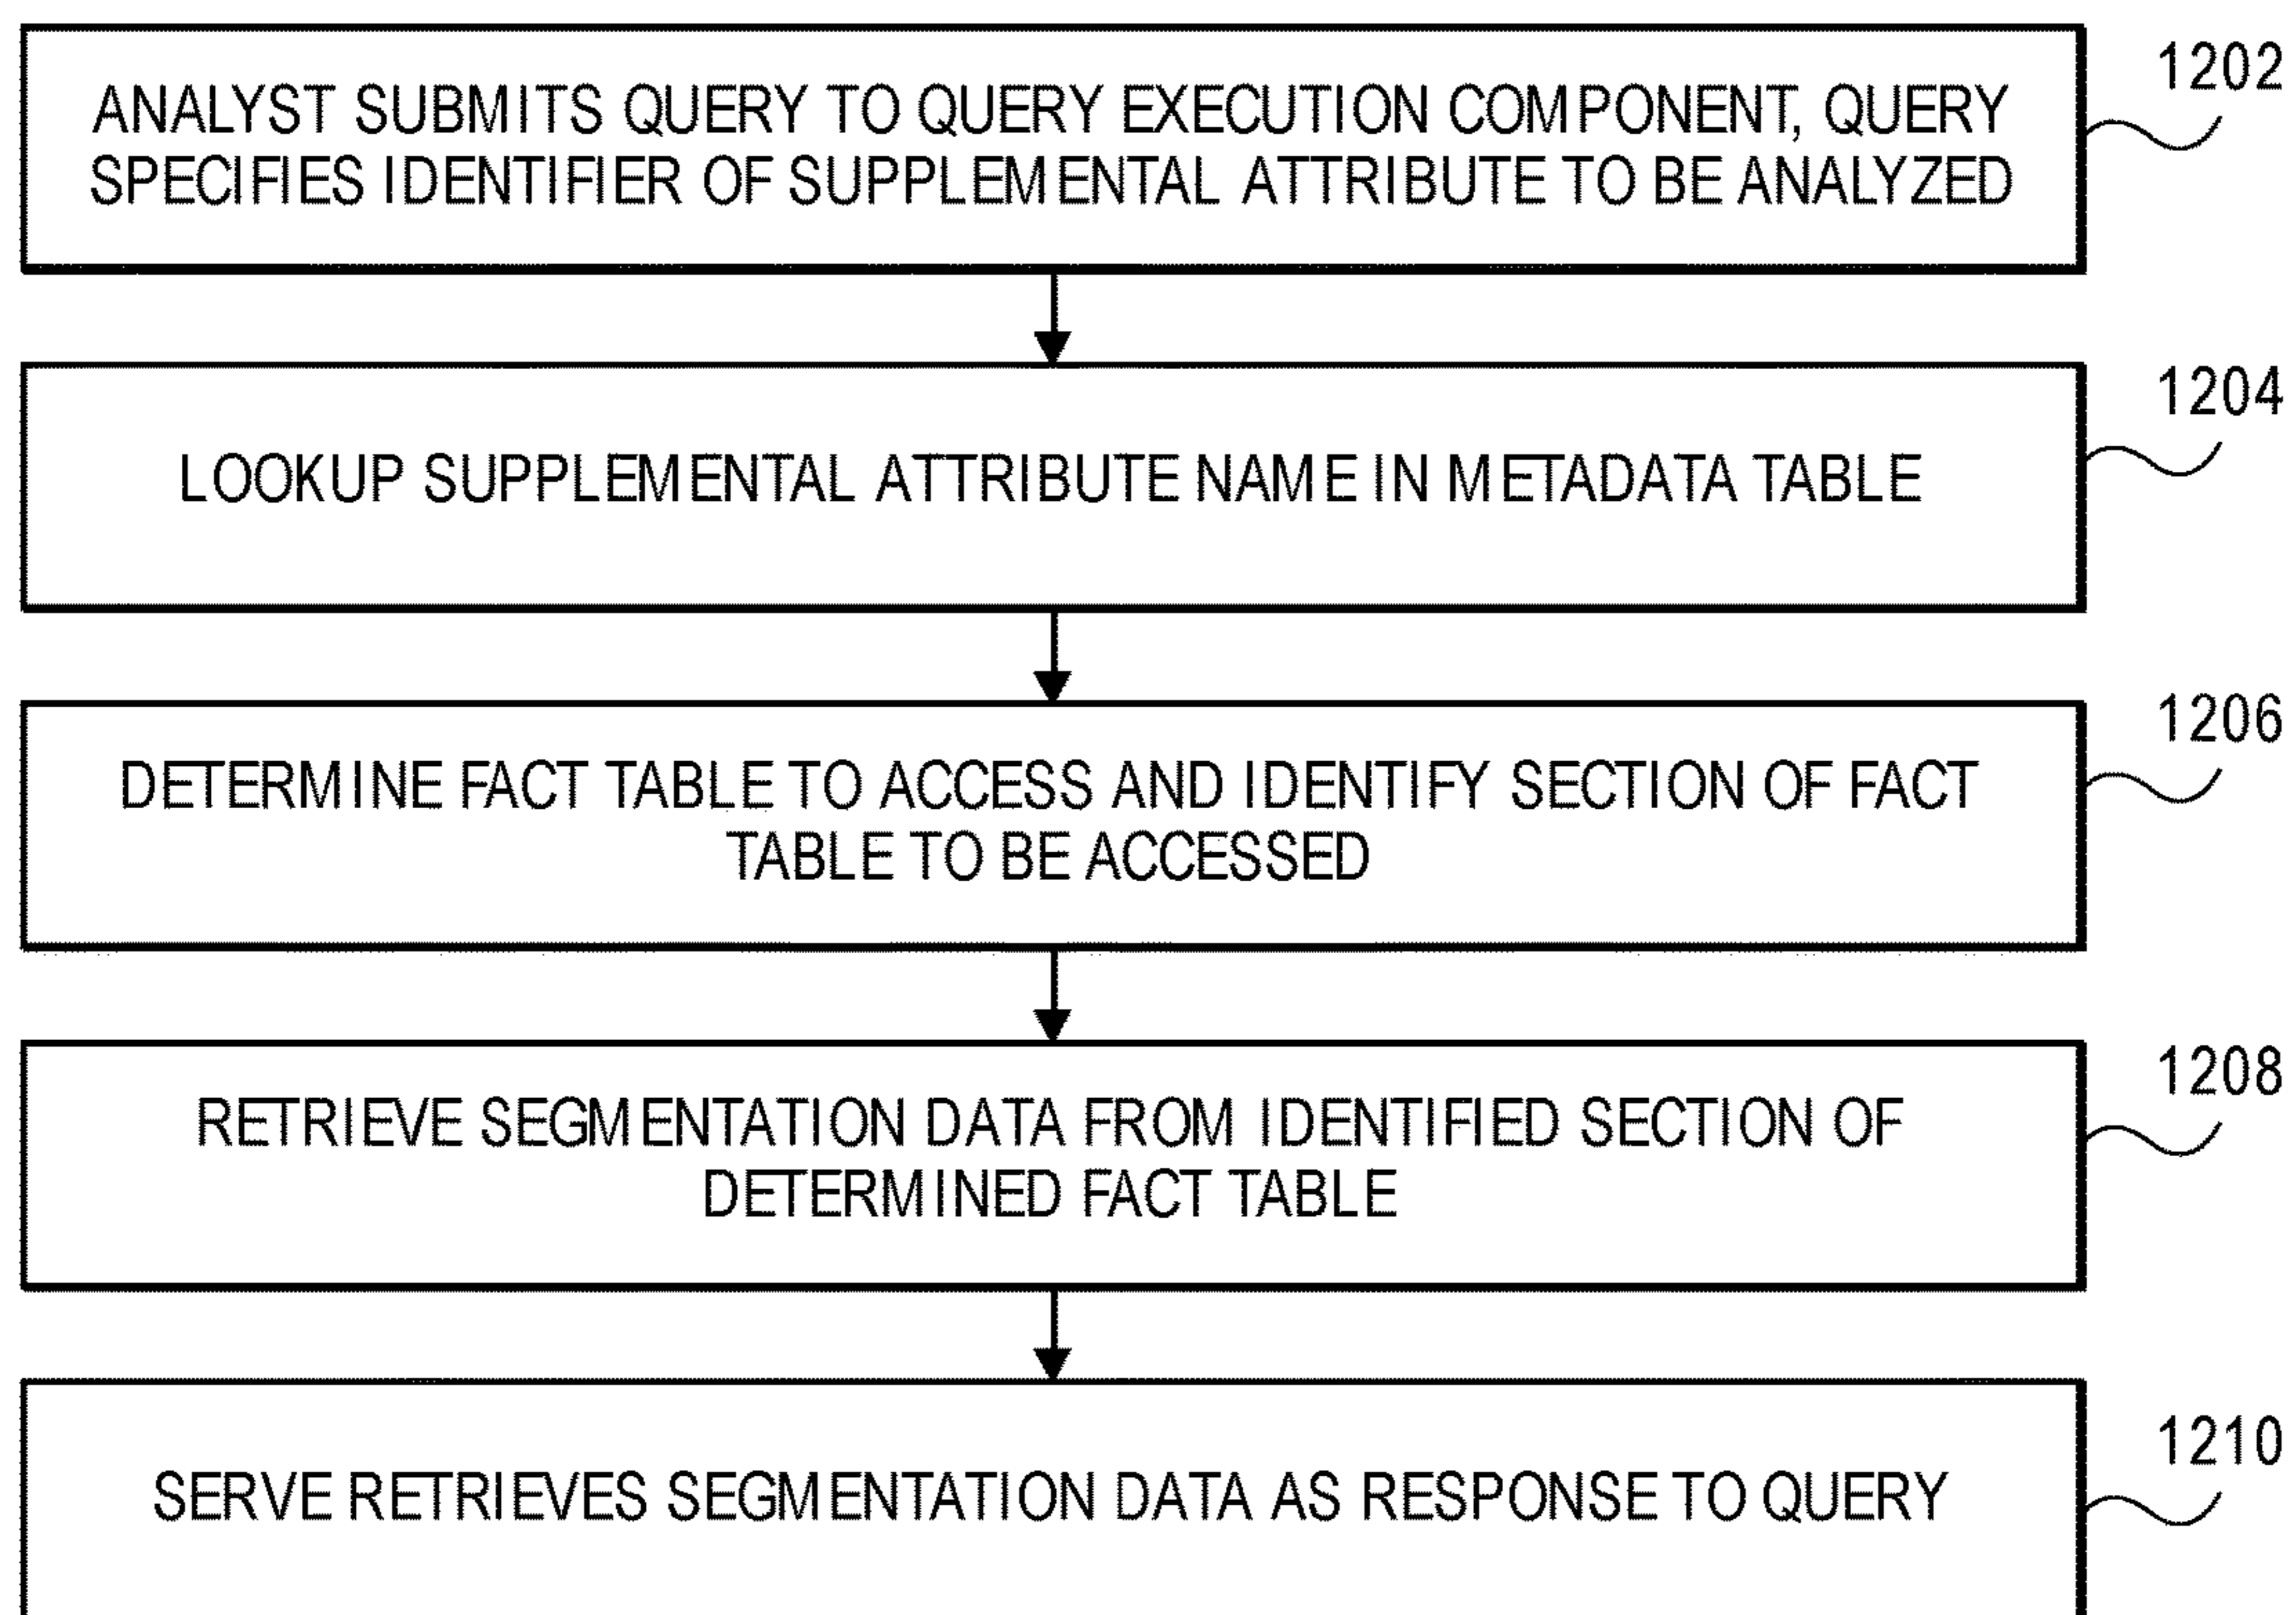 ANALYST SUBMITS QUERY TO QUERY EXECUTION COMPONENT, QUERY
SPECIFIES IDENTIFIER OF SUPPLEMENTAL ATTRIBUTE TO BE ANALYZED
1202
LOOKUP SUPPLEMENTAL ATTRIBUTE NAME IN METADATA TABLE
1204
DETERMINE FACT TABLE TO ACCESS AND IDENTIFY SECTION OF FACT
TABLE TO BE ACCESSED
1206
RETRIEVE SEGMENTATION DATA FROM IDENTIFIED SECTION OF
DETERMINED FACT TABLE
1208
SERVE RETRIEVES SEGMENTATION DATA AS RESPONSE TO QUERY
1210